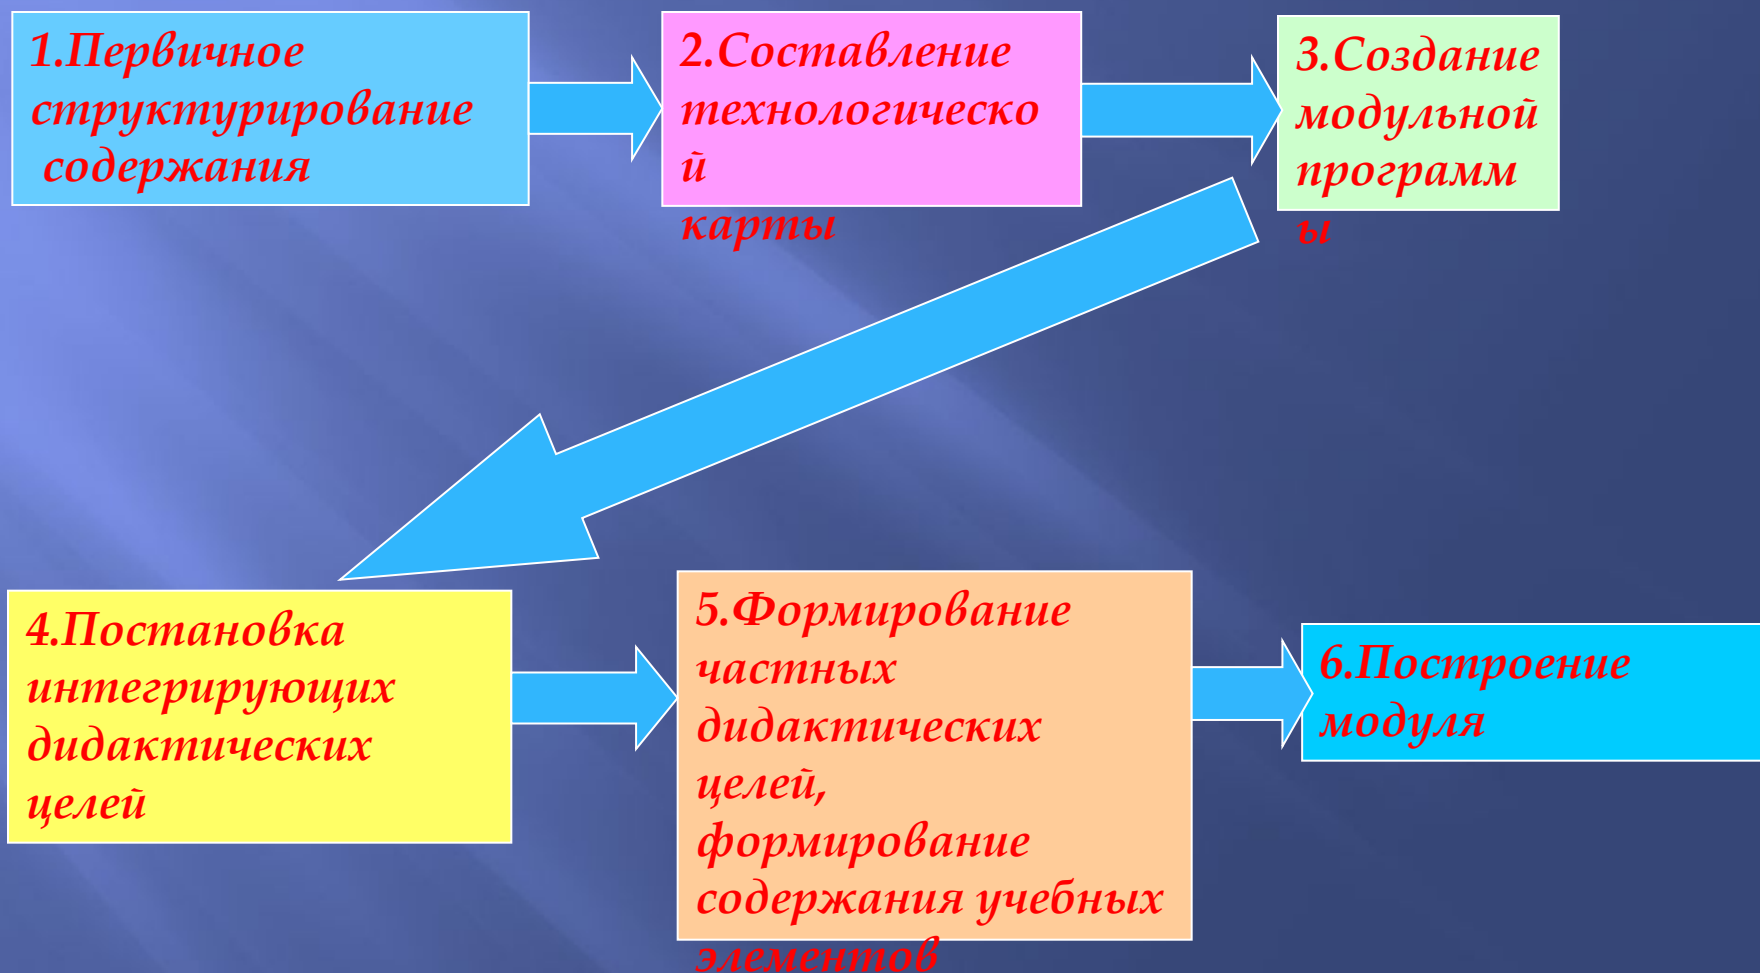 1.Первичное
структурирование
содержания
2.Составление
технологическо
й
карты
3.Создание
модульной
программ
ы
4.Постановка
интегрирующих
дидактических
целей
5.Формирование
частных
дидактических
целей,
формирование
содержания учебных
элементов
6.Построение
модуля